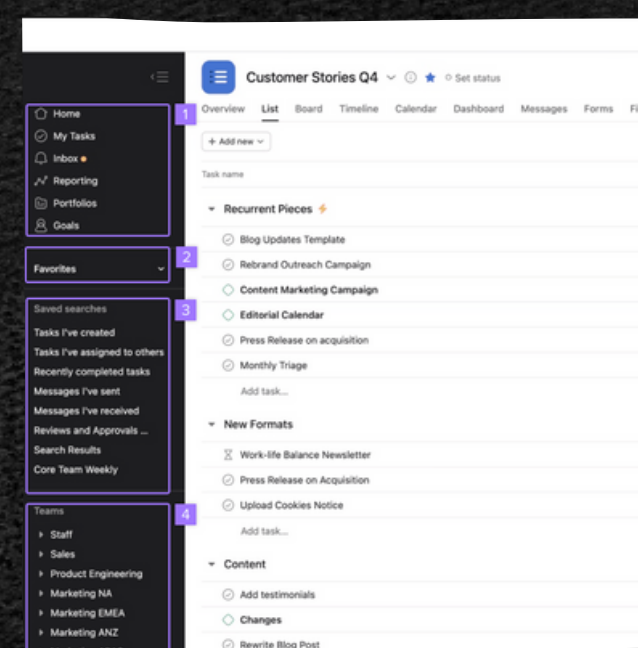 Home
My Tasks
Inbox
Reporting
Portfolios
Goals
1
Favorites
2
Saved searches
3
Tasks I've created
Tasks I've assigned to others
Recently completed tasks
Messages I've sent
Messages I've received
Reviews and Approvals ...
Search Results
Core Team Weekly
Teams
4
Staff
Sales
Product Engineering
Marketing NA
Marketing EMEA
Marketing ANZ
Customer Stories Q4
Set status
Overview List Board Timeline Calendar Dashboard Messages Forms
+ Add new
Task name
Recurrent Pieces
Blog Updates Template
Rebrand Outreach Campaign
Content Marketing Campaign
Editorial Calendar
Press Release on acquisition
Monthly Triage
Add task...
New Formats
Work-life Balance Newsletter
Press Release on Acquisition
Upload Cookies Notice
Add task...
Content
Add testimonials
Changes
Rewrite Blog Post